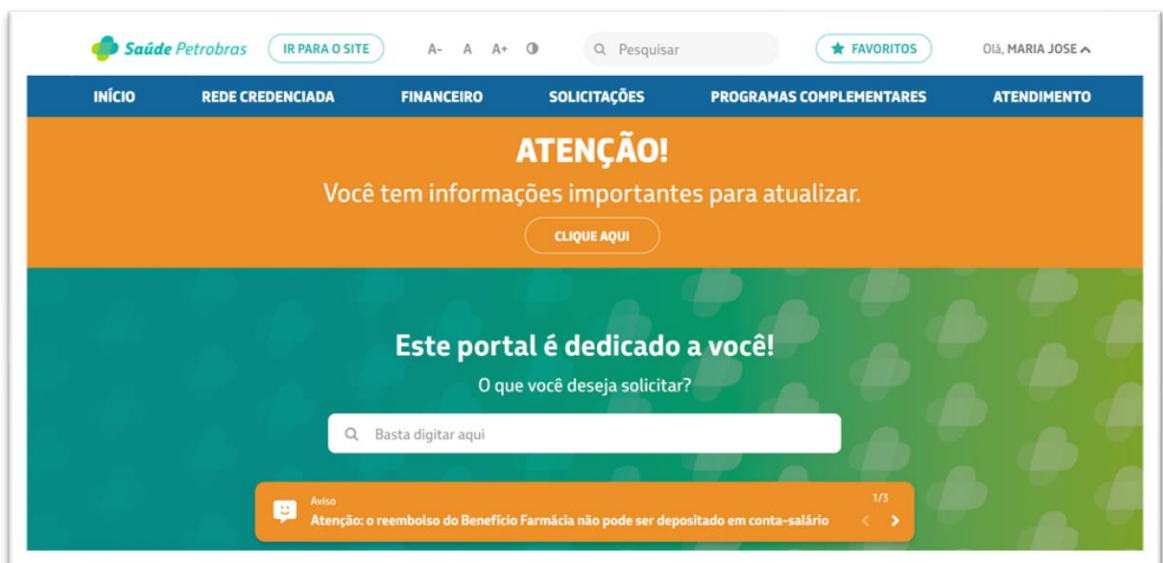 Saúde Petrobras IR PARA O SITE A- A A+ Pesquisar FAVORITOS Olá, MARIA JOSE
INÍCIO REDE CREDENCIADA FINANCEIRO SOLICITAÇÕES PROGRAMAS COMPLEMENTARES ATENDIMENTO
ATENÇÃO!
Você tem informações importantes para atualizar.
CLIQUE AQUI
Este portal é dedicado a você!
O que você deseja solicitar?
Basta digitar aqui
Aviso 1/3
Atenção: o reembolso do Benefício Farmácia não pode ser depositado em conta-salário